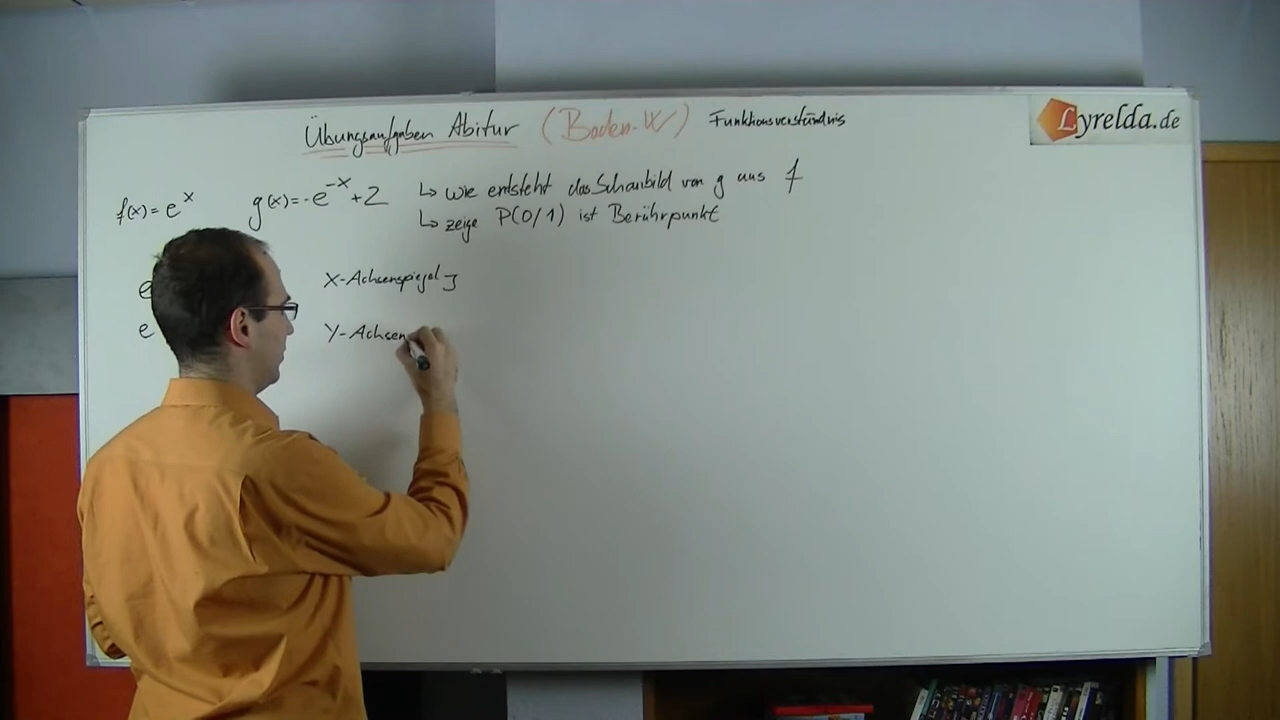 Übungsaufgaben Abitur (Baden-W) Funktionsverständnis
Lyrelda.de
f(x) = e^x g(x) = -e^-x + 2 ↳ wie entsteht das Schaubild von g aus f
↳ zeige P(0/1) ist Berührpunkt
e X-Achsenspiegel
e Y-Achsen